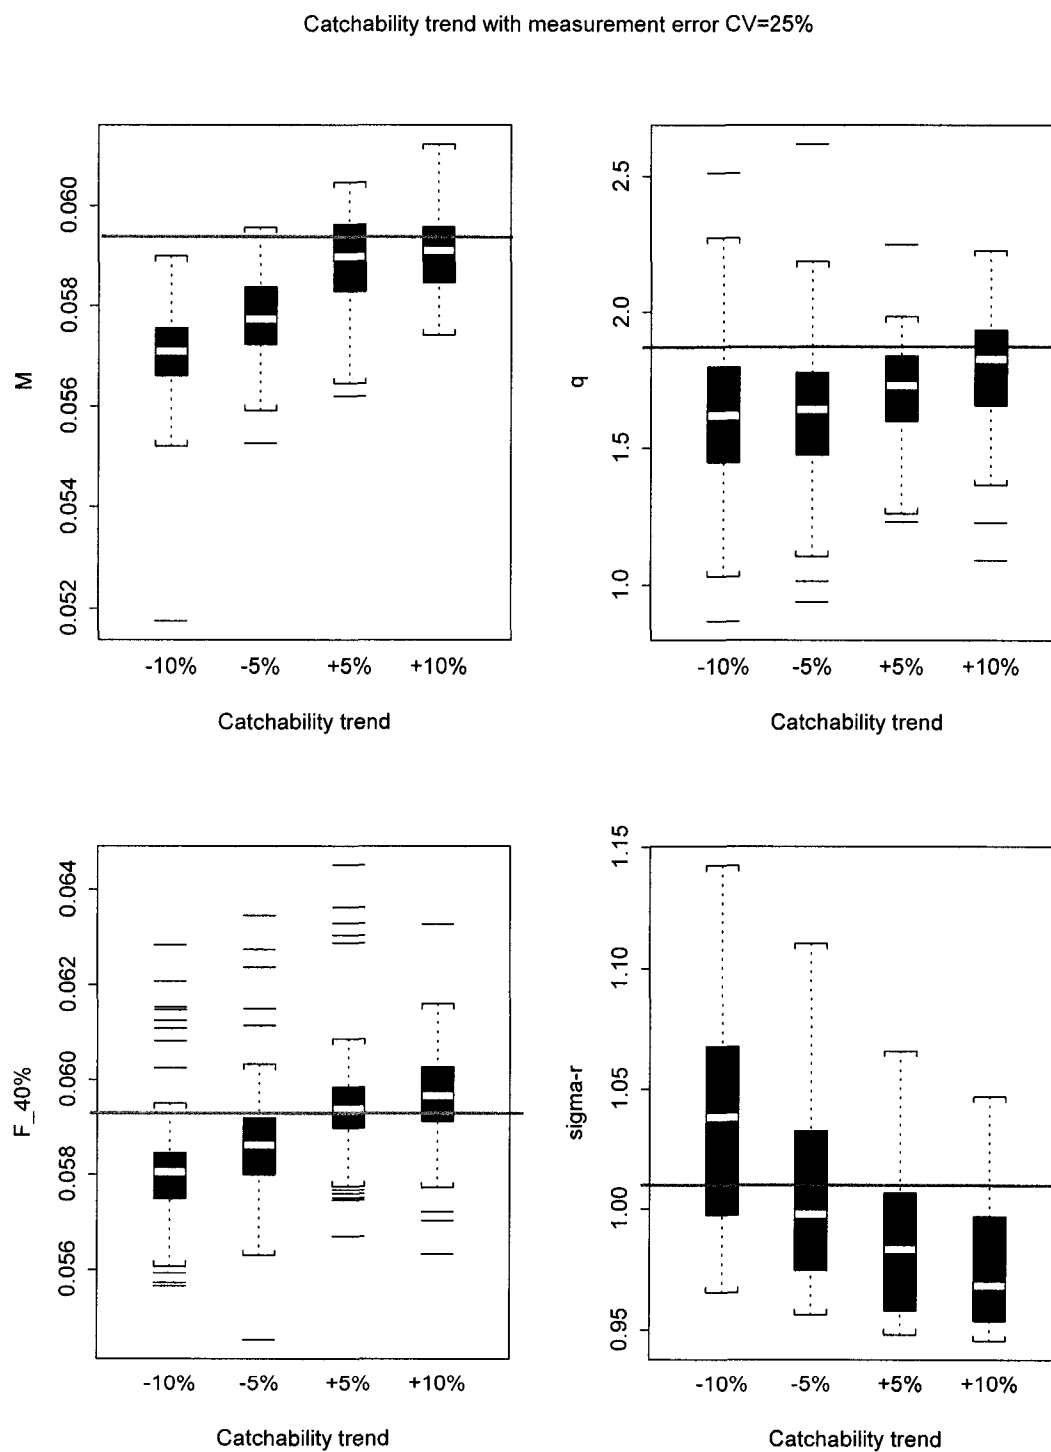 Catchability trend with measurement error CV=25%
M
0.060
0.058
0.056
0.054
0.052
-10% -5% +5% +10%
Catchability trend
q
2.5
2.0
1.5
1.0
-10% -5% +5% +10%
Catchability trend
F_40%
0.064
0.062
0.060
0.058
0.056
-10% -5% +5% +10%
Catchability trend
sigma-r
1.15
1.10
1.05
1.00
0.95
-10% -5% +5% +10%
Catchability trend